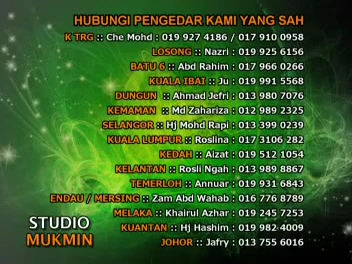 HUBUNGI PENGEDAR KAMI YANG SAH
K TRG :: Che Mohd : 019 927 4186 / 017 910 0958
LOSONG :: Nazri : 019 925 6156
BATU 6 :: Abd Rahim : 017 966 0266
KUALA IBAI :: Ju : 019 991 5568
DUNGUN :: Ahmad Jefri : 013 980 7076
KEMAMAN :: Md Zahariza : 012 989 2325
SELANGOR :: Hj Mohd Rapi : 013 399 0239
KUALA LUMPUR :: Roslina : 017 3106 282
KEDAH :: Aizat : 019 512 1054
KELANTAN :: Rosli Ngah : 013 989 8867
TEMERLOH :: Annuar : 019 931 6843
ENDAU / MERSING :: Zam Abd Wahab : 016 776 8789
MELAKA :: Khairul Azhar : 019 245 7253
KUANTAN :: Hj Hashim : 019 982 4009
JOHOR :: Jafry : 013 755 6016
STUDIO
MUKMIN